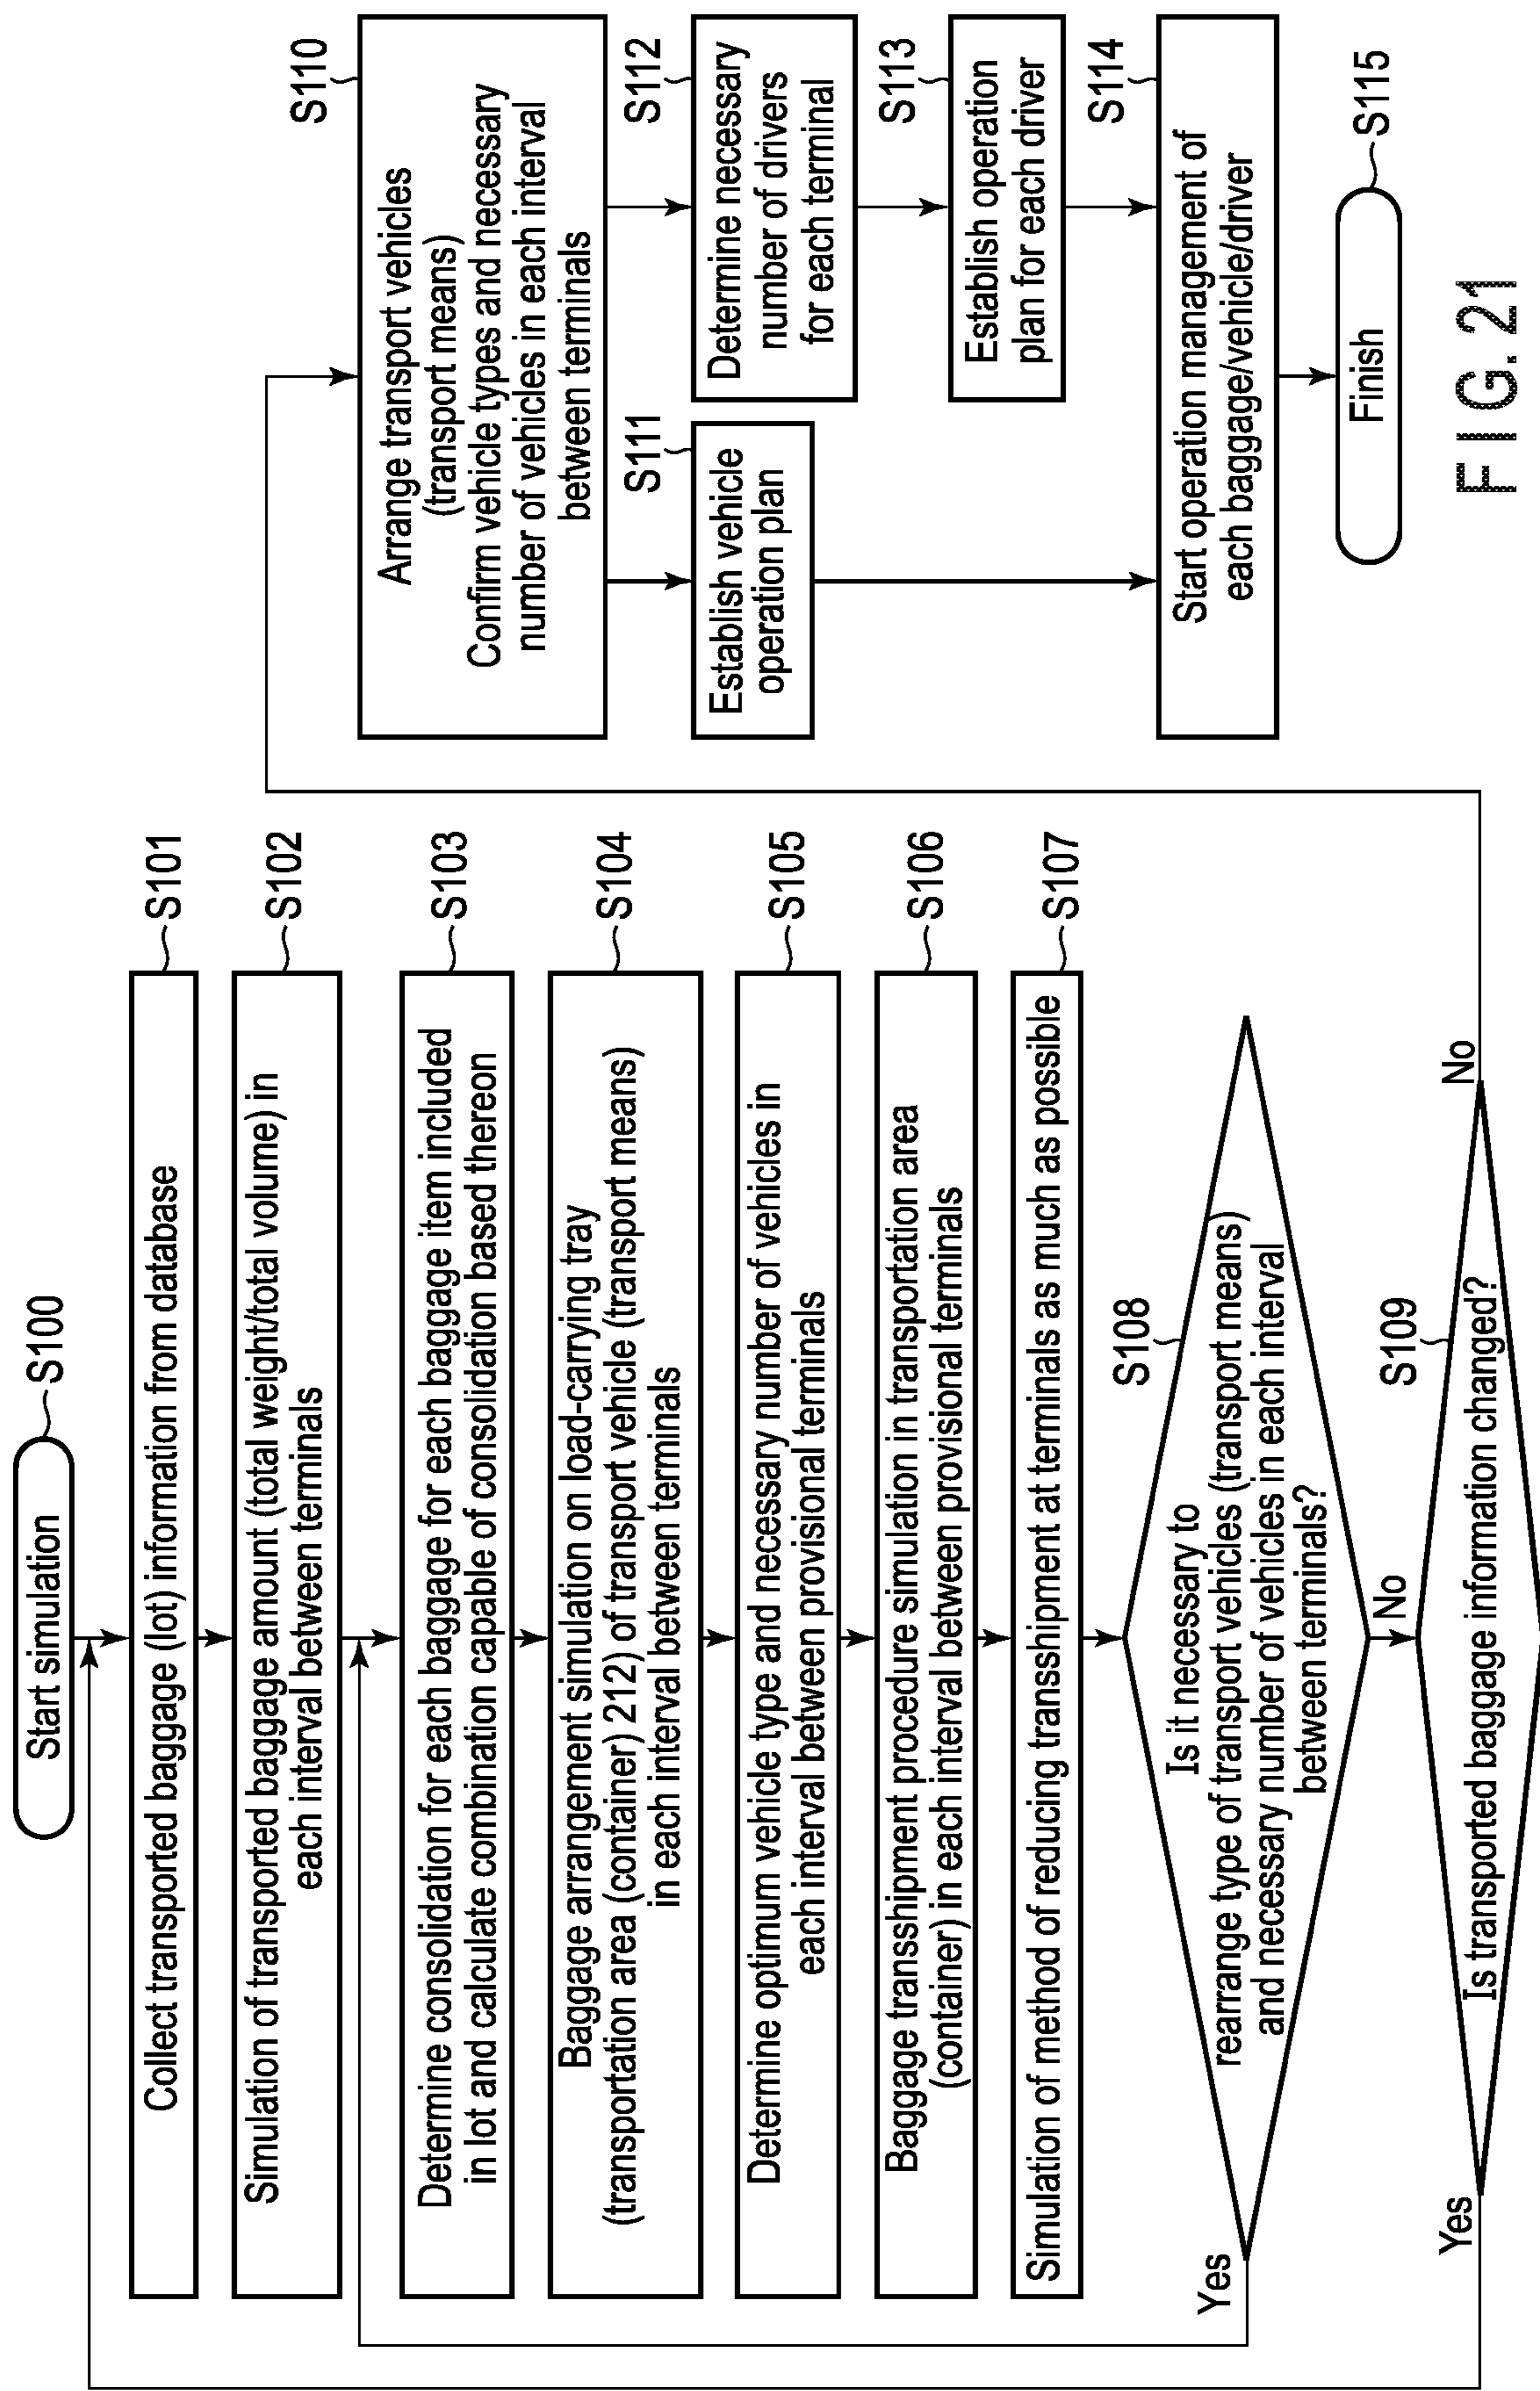 Start simulation
S100
Collect transported baggage (lot) information from database
S101
Simulation of transported baggage amount (total weight/total volume) in
each interval between terminals
S102
Determine consolidation for each baggage for each baggage item included
in lot and calculate combination capable of consolidation based thereon
S103
Baggage arrangement simulation on load-carrying tray
(transportation area (container) 212) of transport vehicle (transport means)
in each interval between terminals
S104
Determine optimum vehicle type and necessary number of vehicles in
each interval between provisional terminals
S105
Baggage transshipment procedure simulation in transportation area
(container) in each interval between provisional terminals
S106
Simulation of method of reducing transshipment at terminals as much as possible
S107
S108
Is it necessary to
rearrange type of transport vehicles (transport means)
and necessary number of vehicles in each interval
between terminals?
Yes
No
S109
Is transported baggage information changed?
Yes
No
S110
Arrange transport vehicles
(transport means)
Confirm vehicle types and necessary
number of vehicles in each interval
between terminals
S111
Establish vehicle
operation plan
S112
Determine necessary
number of drivers
for each terminal
S113
Establish operation
plan for each driver
S114
Start operation management of
each baggage/vehicle/driver
S115
Finish
FIG. 21